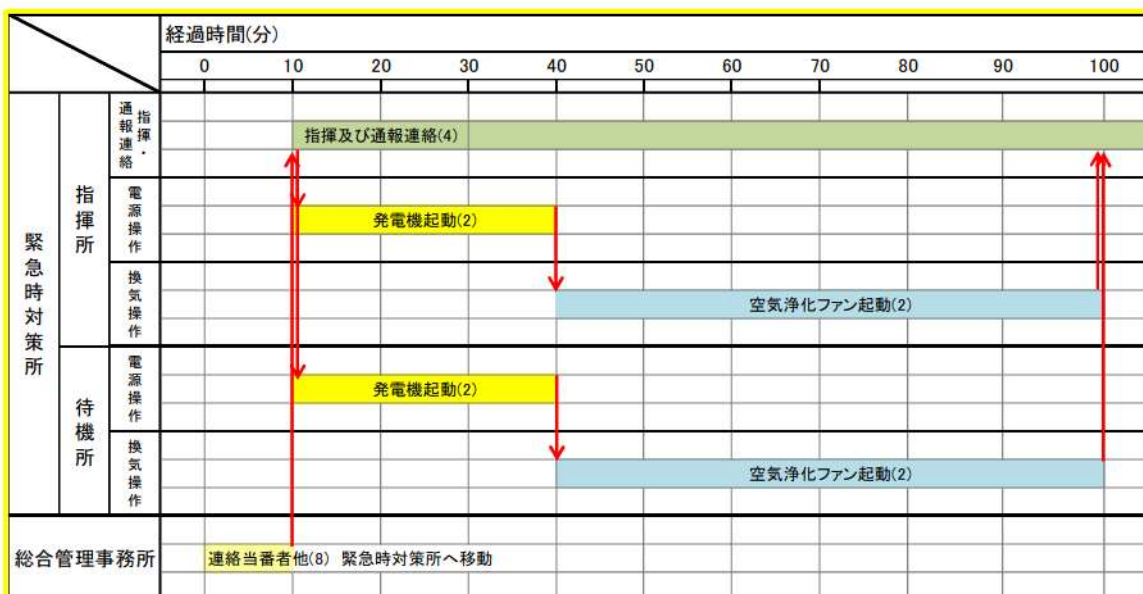 経過時間(分)
0 10 20 30 40 50 60 70 80 90 100
緊急時対策所
指揮所
指揮・
通報連絡
指揮及び通報連絡(4)
電源操作
発電機起動(2)
換気操作
空気浄化ファン起動(2)
待機所
電源操作
発電機起動(2)
換気操作
空気浄化ファン起動(2)
総合管理事務所
連絡当番者他(8) 緊急時対策所へ移動